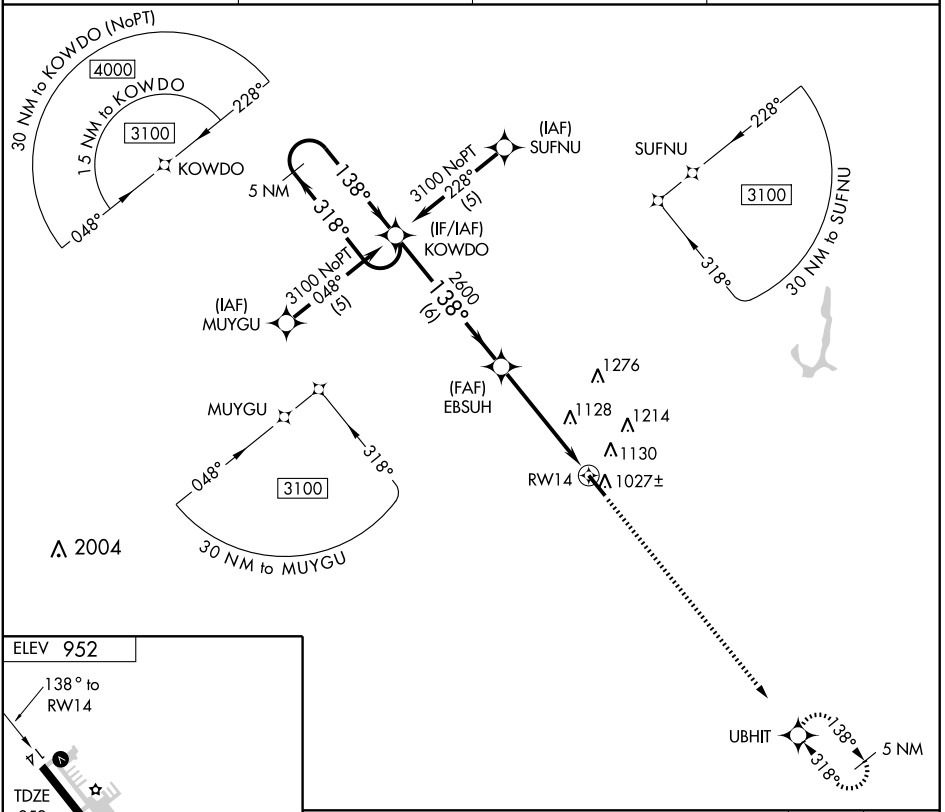 30 NM to KOWDO (NoPT)
4000
15 NM to KOWDO
3100
228°
KOWDO
048°
5 NM
138°
318°
(IAF)
SUFNU
3100 NoPT
228°
(5)
(IF/IAF)
KOWDO
3100 NoPT
048°
(5)
(IAF)
MUYGU
2600
138°
(6)
SUFNU
228°
3100
318°
30 NM to SUFNU
(FAF)
EBSUH
1276
1128
1214
1130
RW14
1027±
MUYGU
048°
318°
3100
30 NM to MUYGU
2004
ELEV 952
138° to
RW14
14
V
TDZE
UBHIT
138°
318°
5 NM